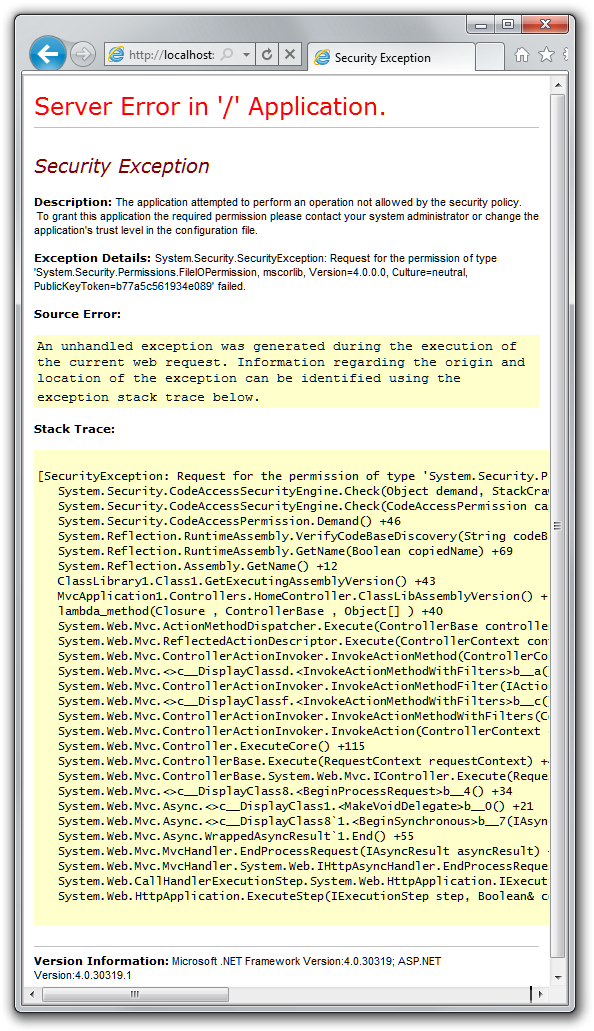 http://localhost:
Security Exception
Server Error in '/' Application.
Security Exception
Description: The application attempted to perform an operation not allowed by the security policy.
To grant this application the required permission please contact your system administrator or change the
application's trust level in the configuration file.
Exception Details: System.Security.SecurityException: Request for the permission of type
'System.Security.Permissions.FileIOPermission, mscorlib, Version=4.0.0.0, Culture=neutral,
PublicKeyToken=b77a5c561934e089' failed.
Source Error:
An unhandled exception was generated during the execution of
the current web request. Information regarding the origin and
location of the exception can be identified using the
exception stack trace below.
Stack Trace:
[SecurityException: Request for the permission of type 'System.Security.P
System.Security.CodeAccessSecurityEngine.Check(Object demand, StackCraw
System.Security.CodeAccessSecurityEngine.Check(CodeAccessPermission ca
System.Security.CodeAccessPermission.Demand() +46
System.Reflection.RuntimeAssembly.VerifyCodeBaseDiscovery(String codeB
System.Reflection.RuntimeAssembly.GetName(Boolean copiedName) +69
System.Reflection.Assembly.GetName() +12
ClassLibrary1.Class1.GetExecutingAssemblyVersion() +43
MvcApplication1.Controllers.HomeController.ClassLibAssemblyVersion() +
lambda_method(Closure , ControllerBase , Object[] ) +40
System.Web.Mvc.ActionMethodDispatcher.Execute(ControllerBase controlle
System.Web.Mvc.ReflectedActionDescriptor.Execute(ControllerContext con
System.Web.Mvc.ControllerActionInvoker.InvokeActionMethod(ControllerCo
System.Web.Mvc.<>c__DisplayClassd.<InvokeActionMethodWithFilters>b__a()
System.Web.Mvc.ControllerActionInvoker.InvokeActionMethodFilter(IActio
System.Web.Mvc.<>c__DisplayClassf.<InvokeActionMethodWithFilters>b__c()
System.Web.Mvc.ControllerActionInvoker.InvokeActionMethodWithFilters(Co
System.Web.Mvc.ControllerActionInvoker.InvokeAction(ControllerContext
System.Web.Mvc.Controller.ExecuteCore() +115
System.Web.Mvc.ControllerBase.Execute(RequestContext requestContext) +
System.Web.Mvc.ControllerBase.System.Web.Mvc.IController.Execute(Reque
System.Web.Mvc.<>c__DisplayClass8.<BeginProcessRequest>b__4() +34
System.Web.Mvc.Async.<>c__DisplayClass1.<MakeVoidDelegate>b__0() +21
System.Web.Mvc.Async.<>c__DisplayClass8`1.<BeginSynchronous>b__7(IAsyn
System.Web.Mvc.Async.WrappedAsyncResult`1.End() +55
System.Web.Mvc.MvcHandler.EndProcessRequest(IAsyncResult asyncResult)
System.Web.Mvc.MvcHandler.System.Web.IHttpAsyncHandler.EndProcessReque
System.Web.CallHandlerExecutionStep.System.Web.HttpApplication.IExecut
System.Web.HttpApplication.ExecuteStep(IExecutionStep step, Boolean& c
Version Information: Microsoft .NET Framework Version:4.0.30319; ASP.NET
Version:4.0.30319.1